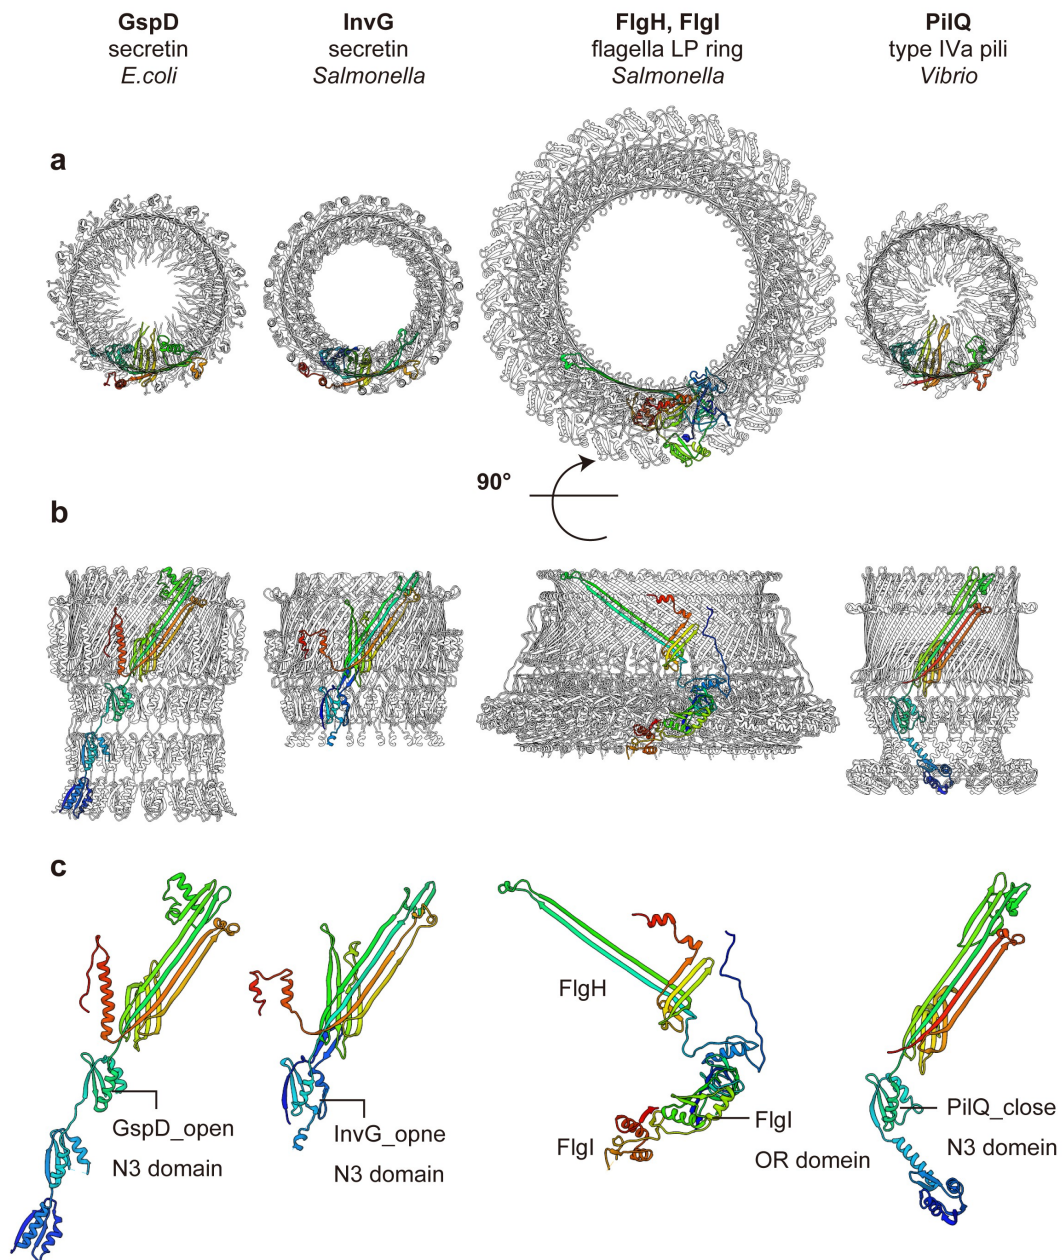 GspD
secretin
E.coli
InvG
secretin
Salmonella
FlgH, FlgI
flagella LP ring
Salmonella
PilQ
type IVa pili
Vibrio
a
90°
b
c
FlgH
GspD_open
N3 domain
InvG_opne
N3 domain
FlgI
FlgI
OR domein
PilQ_close
N3 domein